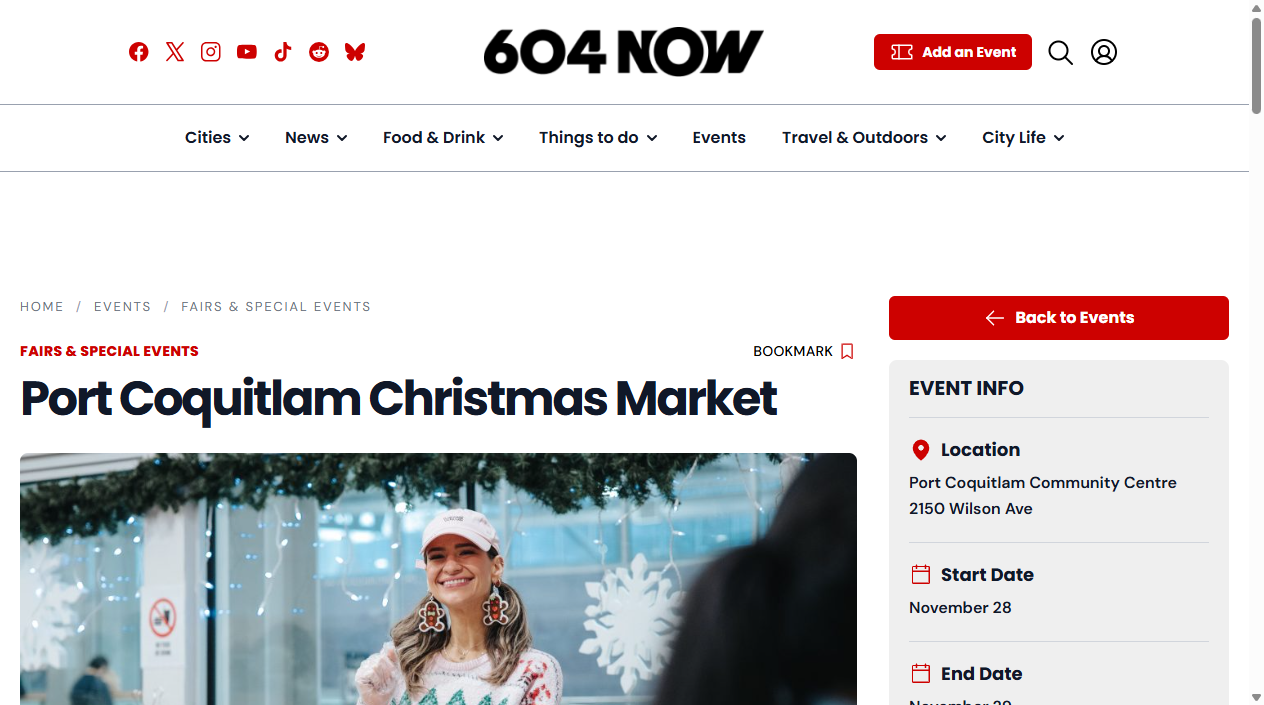 604 NOW
Add an Event
Cities
News
Food & Drink
Things to do
Events
Travel & Outdoors
City Life
HOME / EVENTS / FAIRS & SPECIAL EVENTS
Back to Events
FAIRS & SPECIAL EVENTS
BOOKMARK
Port Coquitlam Christmas Market
EVENT INFO
Location
Port Coquitlam Community Centre
2150 Wilson Ave
Start Date
November 28
End Date